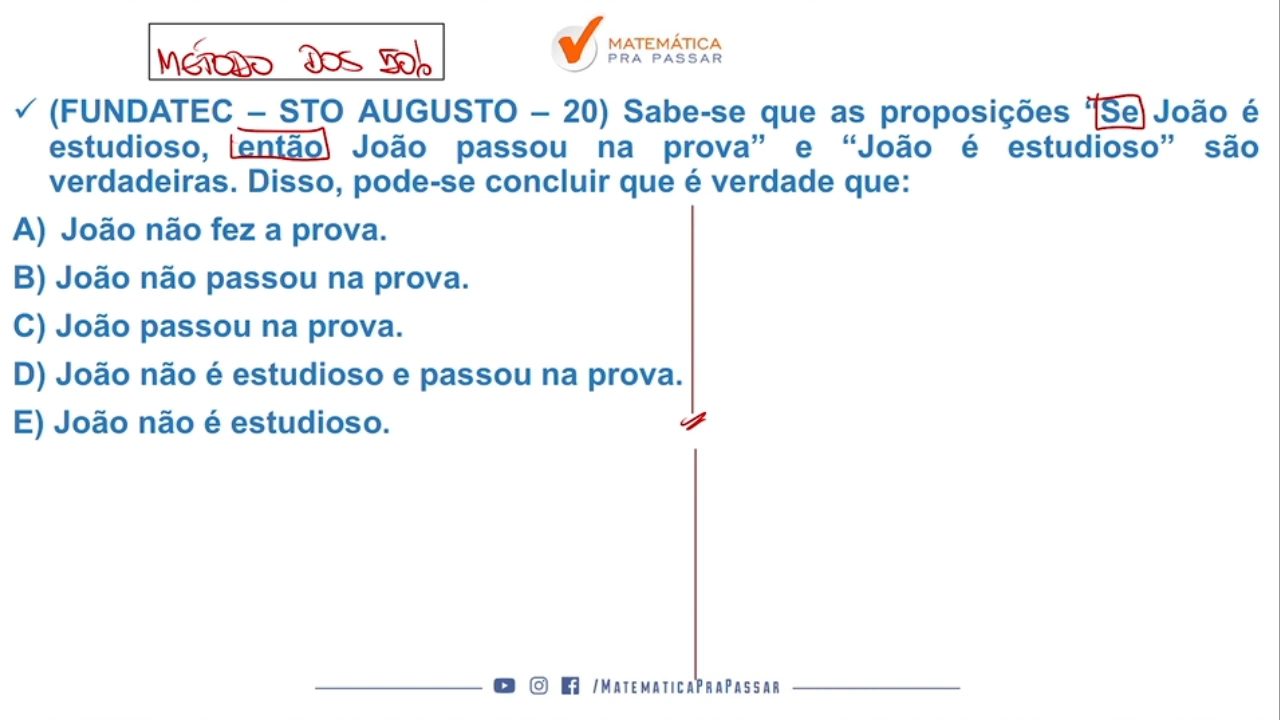 MÉTODO DOS 50%
MATEMÁTICA
PRA PASSAR
✓ (FUNDATEC – STO AUGUSTO – 20) Sabe-se que as proposições “Se João é
estudioso, então João passou na prova” e “João é estudioso” são
verdadeiras. Disso, pode-se concluir que é verdade que:
A) João não fez a prova.
B) João não passou na prova.
C) João passou na prova.
D) João não é estudioso e passou na prova.
E) João não é estudioso.
/MATEMATICAPRAPASSAR